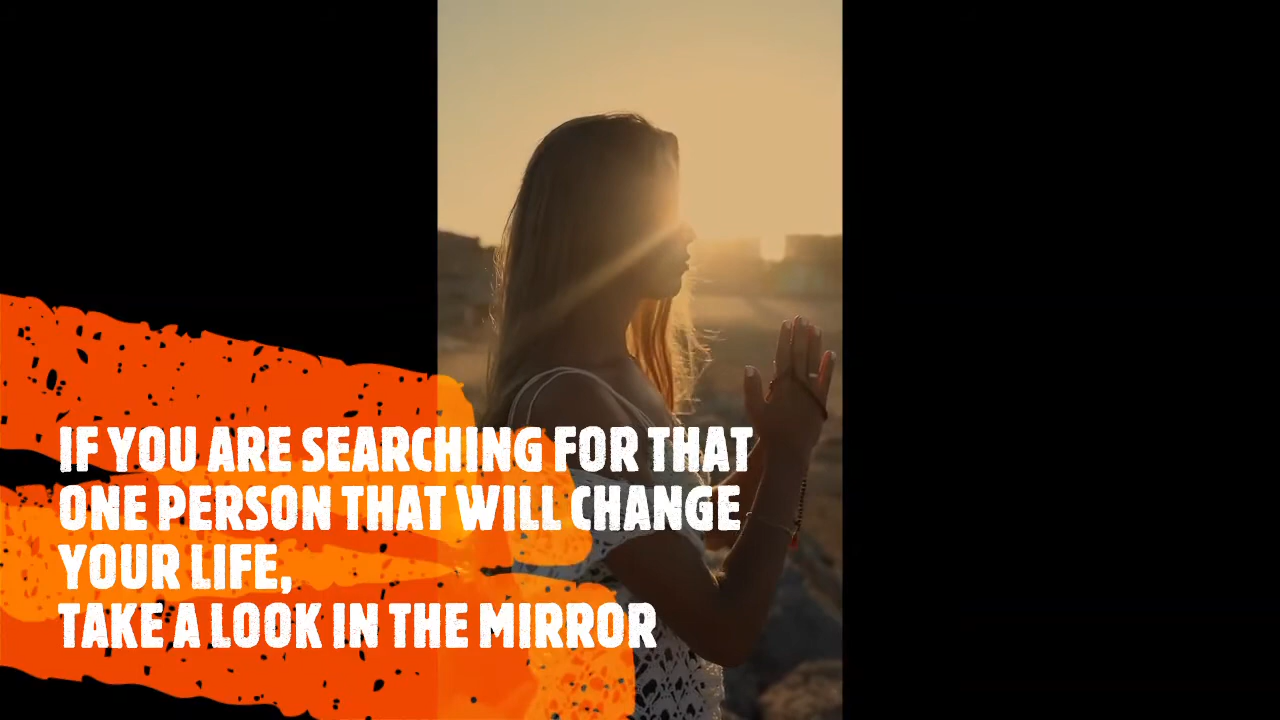 IF YOU ARE SEARCHING FOR THAT
ONE PERSON THAT WILL CHANGE
YOUR LIFE,
TAKE A LOOK IN THE MIRROR